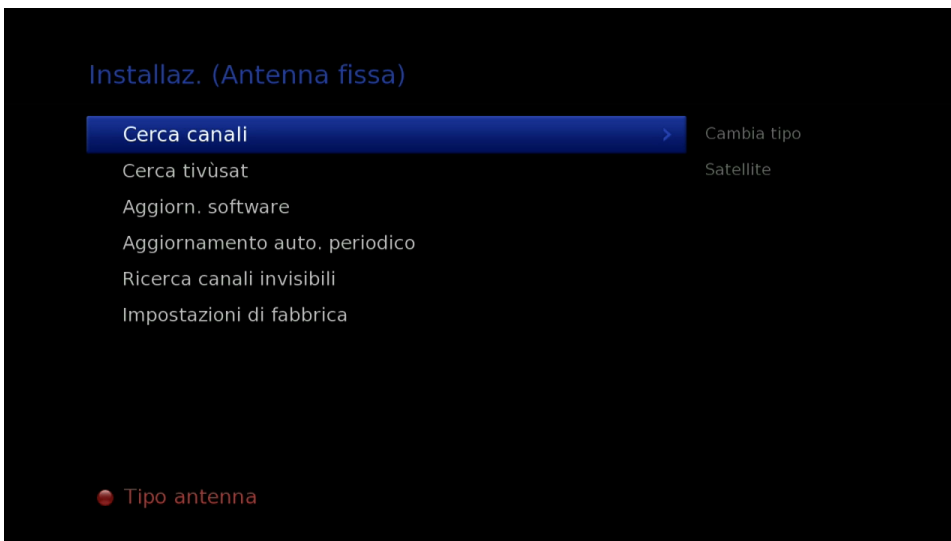 Installaz. (Antenna fissa)
Cerca canali
Cerca tivùsat
Aggiorn. software
Aggiornamento auto. periodico
Ricerca canali invisibili
Impostazioni di fabbrica
Cambia tipo
Satellite
Tipo antenna